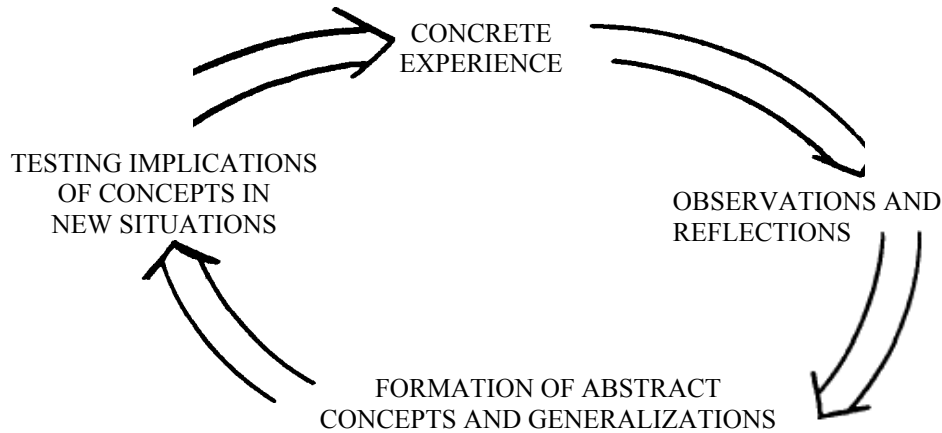 CONCRETE
EXPERIENCE
OBSERVATIONS AND
REFLECTIONS
FORMATION OF ABSTRACT
CONCEPTS AND GENERALIZATIONS
TESTING IMPLICATIONS
OF CONCEPTS IN
NEW SITUATIONS